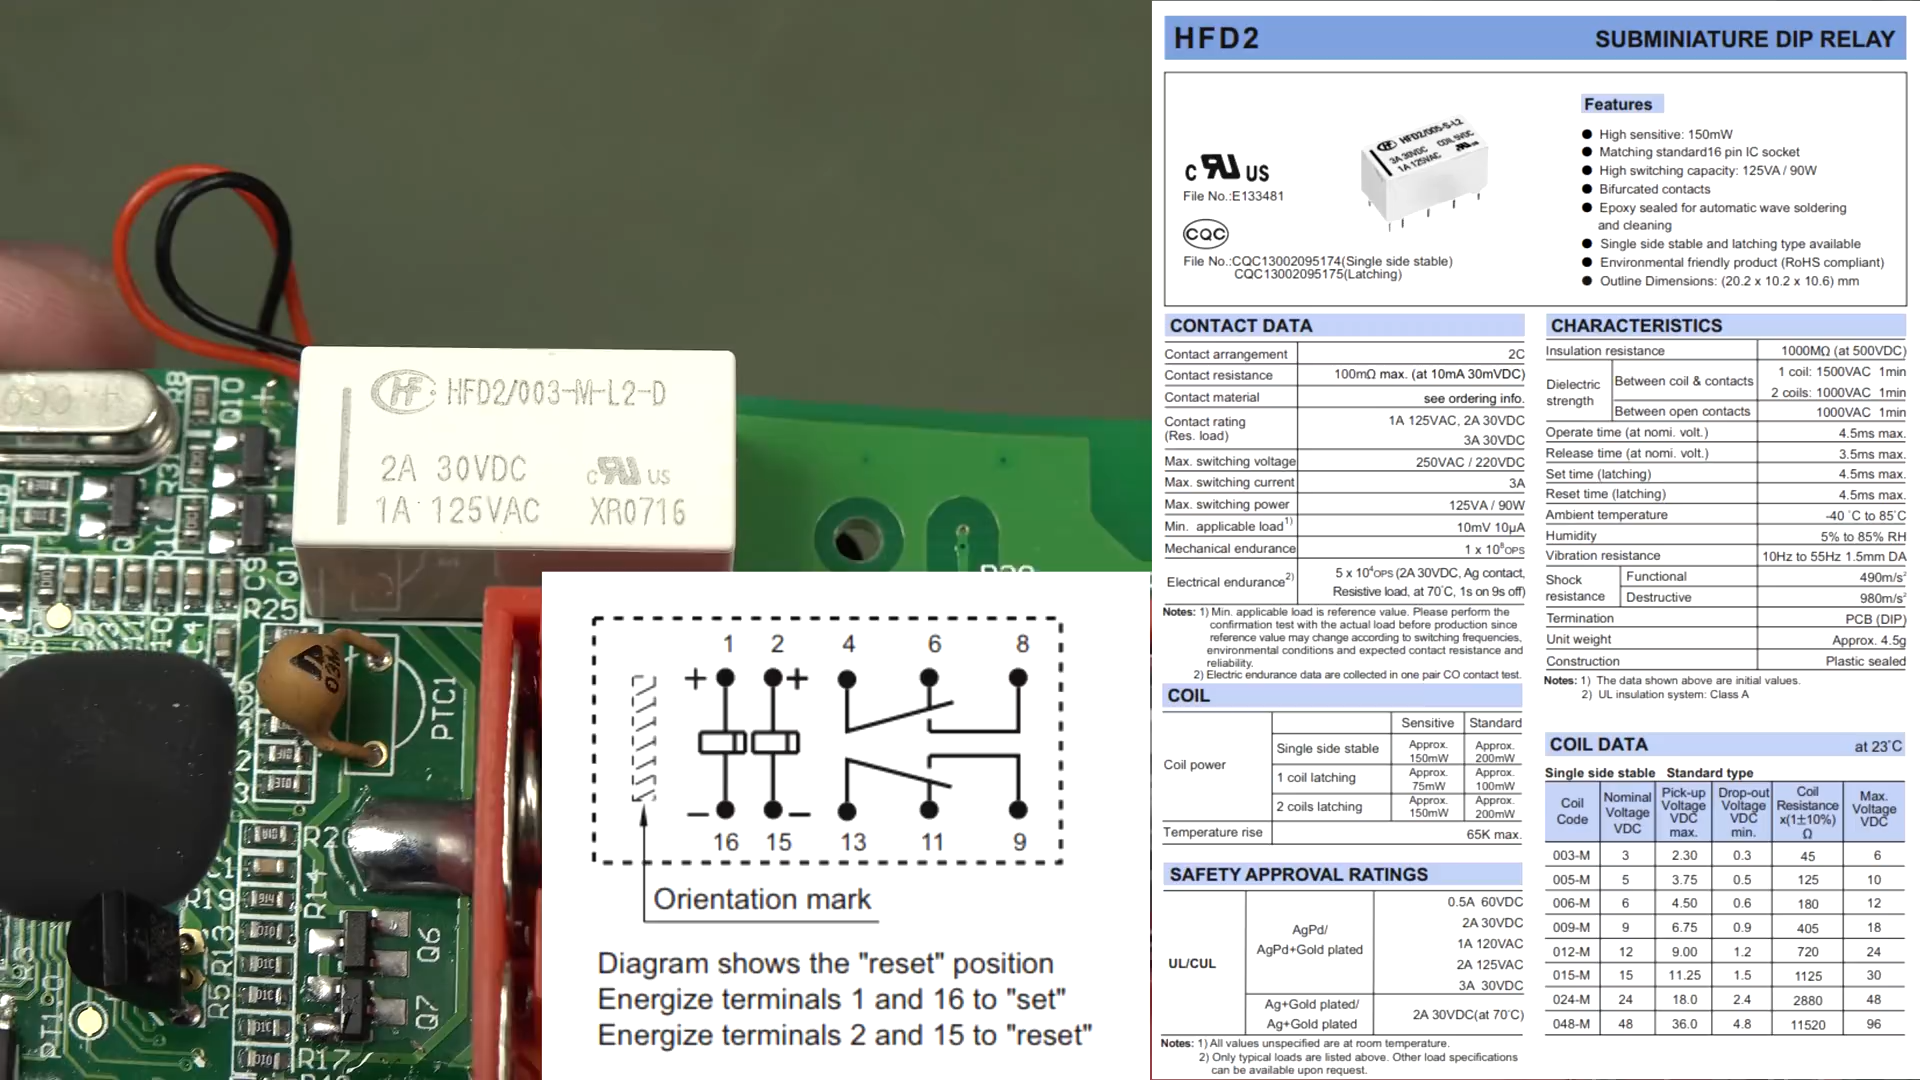 HF HFD2/003-M-L2-D
2A 30VDC
1A 125VAC
c RU US
XR0716
R8
Q10
+
Q11
C9
R25
C4
PTC1
R19
R14
R13
R5
Q6
Q7
R17
1 2 4 6 8
+ +
− −
16 15 13 11 9
Orientation mark
Diagram shows the "reset" position
Energize terminals 1 and 16 to "set"
Energize terminals 2 and 15 to "reset"
HFD2
SUBMINIATURE DIP RELAY
c RU US
File No.:E133481
CQC
File No.:CQC13002095174(Single side stable)
CQC13002095175(Latching)
HF HFD2/005-S-L2
3A 30VDC COIL 5VDC
1A 125VAC
Features
● High sensitive: 150mW
● Matching standard16 pin IC socket
● High switching capacity: 125VA / 90W
● Bifurcated contacts
● Epoxy sealed for automatic wave soldering
and cleaning
● Single side stable and latching type available
● Environmental friendly product (RoHS compliant)
● Outline Dimensions: (20.2 x 10.2 x 10.6) mm
CONTACT DATA
Contact arrangement 2C
Contact resistance 100mΩ max. (at 10mA 30mVDC)
Contact material see ordering info.
Contact rating 1A 125VAC, 2A 30VDC
(Res. load) 3A 30VDC
Max. switching voltage 250VAC / 220VDC
Max. switching current 3A
Max. switching power 125VA / 90W
Min. applicable load1) 10mV 10μA
Mechanical endurance 1 x 10⁸OPS
Electrical endurance2) 5 x 10⁴OPS (2A 30VDC, Ag contact,
Resistive load, at 70°C, 1s on 9s off)
Notes: 1) Min. applicable load is reference value. Please perform the
confirmation test with the actual load before production since
reference value may change according to switching frequencies,
environmental conditions and expected contact resistance and
reliability.
2) Electric endurance data are collected in one pair CO contact test.
COIL
Sensitive Standard
Coil power
Single side stable Approx. 150mW Approx. 200mW
1 coil latching Approx. 75mW Approx. 100mW
2 coils latching Approx. 150mW Approx. 200mW
Temperature rise 65K max.
SAFETY APPROVAL RATINGS
UL/CUL
AgPd/
AgPd+Gold plated
0.5A 60VDC
2A 30VDC
1A 120VAC
2A 125VAC
3A 30VDC
Ag+Gold plated/
Ag+Gold plated
2A 30VDC(at 70°C)
Notes: 1) All values unspecified are at room temperature.
2) Only typical loads are listed above. Other load specifications
can be available upon request.
CHARACTERISTICS
Insulation resistance 1000MΩ (at 500VDC)
Dielectric strength
Between coil & contacts 1 coil: 1500VAC 1min
2 coils: 1000VAC 1min
Between open contacts 1000VAC 1min
Operate time (at nomi. volt.) 4.5ms max.
Release time (at nomi. volt.) 3.5ms max.
Set time (latching) 4.5ms max.
Reset time (latching) 4.5ms max.
Ambient temperature -40 °C to 85°C
Humidity 5% to 85% RH
Vibration resistance 10Hz to 55Hz 1.5mm DA
Shock resistance
Functional 490m/s²
Destructive 980m/s²
Termination PCB (DIP)
Unit weight Approx. 4.5g
Construction Plastic sealed
Notes: 1) The data shown above are initial values.
2) UL insulation system: Class A
COIL DATA at 23°C
Single side stable Standard type
Coil Code Nominal Voltage VDC Pick-up Voltage VDC max. Drop-out Voltage VDC min. Coil Resistance x(1±10%) Ω Max. Voltage VDC
003-M 3 2.30 0.3 45 6
005-M 5 3.75 0.5 125 10
006-M 6 4.50 0.6 180 12
009-M 9 6.75 0.9 405 18
012-M 12 9.00 1.2 720 24
015-M 15 11.25 1.5 1125 30
024-M 24 18.0 2.4 2880 48
048-M 48 36.0 4.8 11520 96